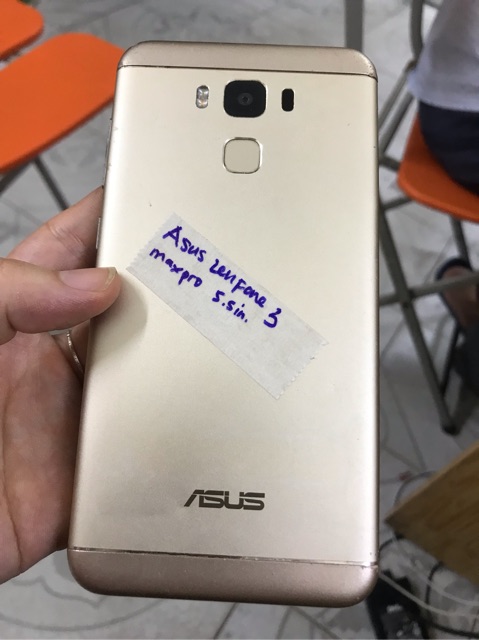 Asus Zenfone 3
maxpro 5.5in.
ASUS